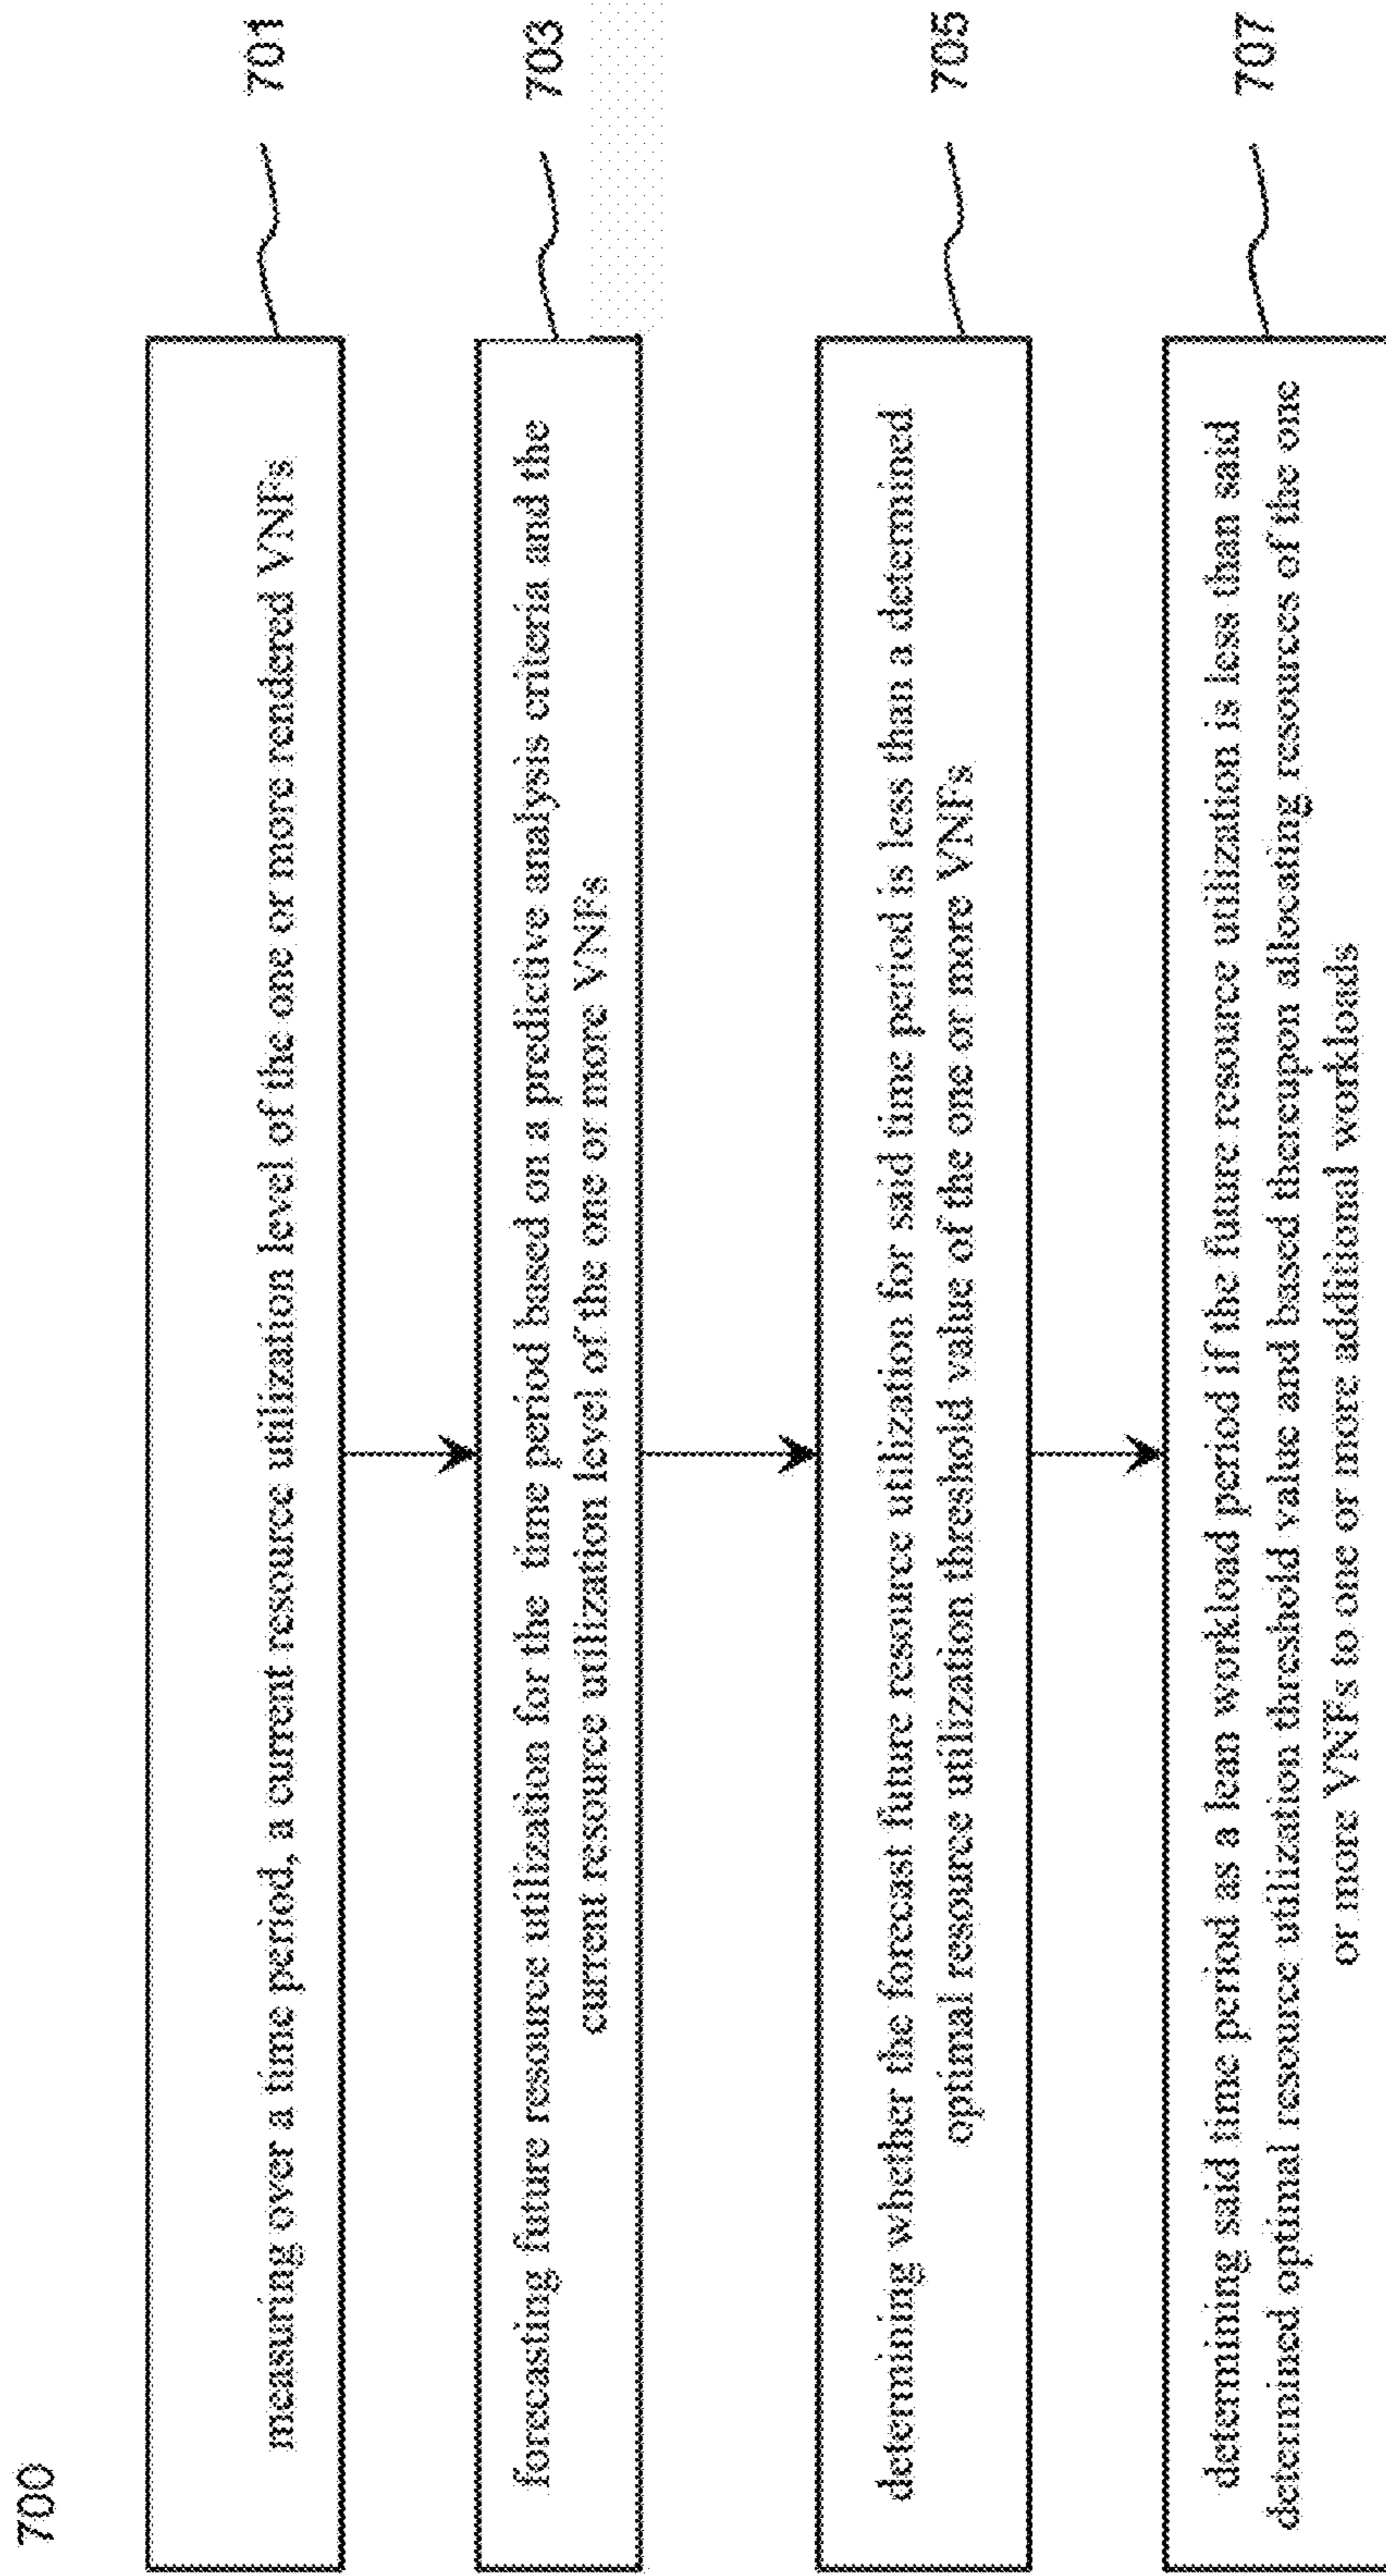 700
measuring over a time period, a current resource utilization level of the one or more rendered VNFs
701
forecasting future resource utilization for the time period based on a predictive analysis criteria and the
current resource utilization level of the one or more VNFs
703
determining whether the forecast future resource utilization for said time period is less than a determined
optimal resource utilization threshold value of the one or more VNFs
705
determining said time period as a lean workload period if the future resource utilization is less than said
determined optimal resource utilization threshold value and based thereupon allocating resources of the one
or more VNFs to one or more additional workloads
707